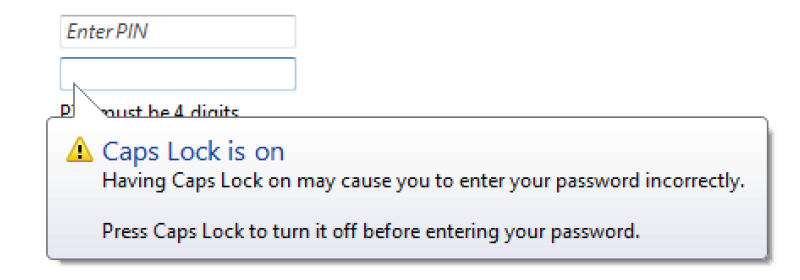 Enter PIN
must be 4 digits
Caps Lock is on
Having Caps Lock on may cause you to enter your password incorrectly.
Press Caps Lock to turn it off before entering your password.